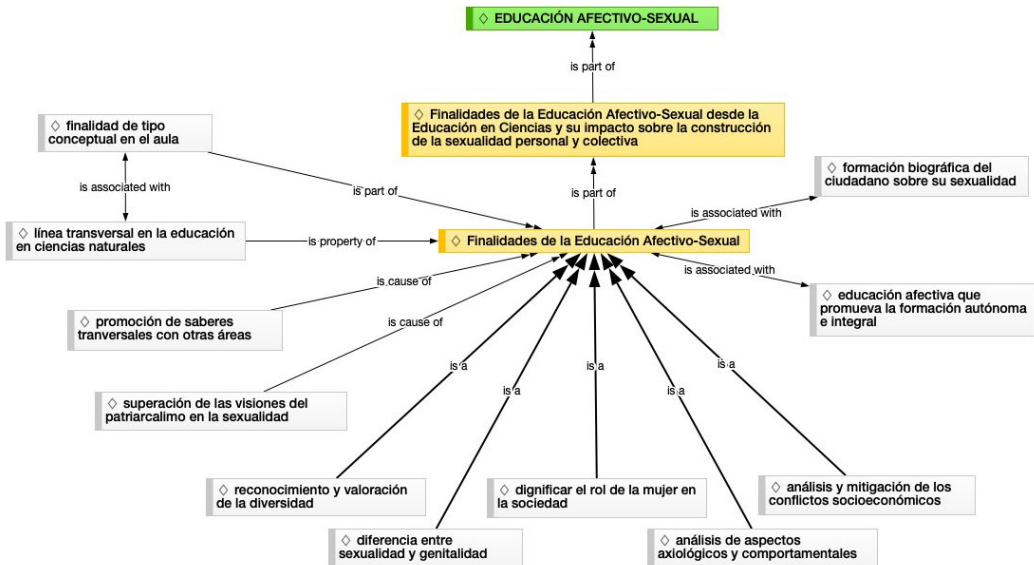 ◇ EDUCACIÓN AFECTIVO-SEXUAL
is part of
◇ Finalidades de la Educación Afectivo-Sexual desde la
Educación en Ciencias y su impacto sobre la construcción
de la sexualidad personal y colectiva
◇ finalidad de tipo
conceptual en el aula
is associated with
◇ línea transversal en la educación
en ciencias naturales
is part of
is property of
is part of
◇ Finalidades de la Educación Afectivo-Sexual
◇ formación biográfica del
ciudadano sobre su sexualidad
is associated with
is associated with
◇ educación afectiva que
promueva la formación autónoma
e integral
is cause of
◇ promoción de saberes
tranversales con otras áreas
is cause of
◇ superación de las visiones del
patriarcalimo en la sexualidad
is a
is a
is a
is a
is a
◇ reconocimiento y valoración
de la diversidad
◇ diferencia entre
sexualidad y genitalidad
◇ dignificar el rol de la mujer en
la sociedad
◇ análisis de aspectos
axiológicos y comportamentales
◇ análisis y mitigación de los
conflictos socioeconómicos